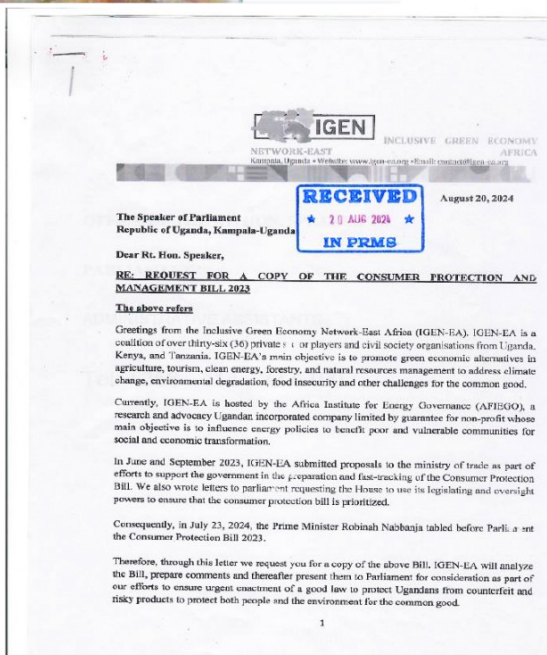 IGEN
INCLUSIVE GREEN ECONOMY
NETWORK-EAST AFRICA
Kampala, Uganda • Website: www.igen-ea.org •Email: contact@igen-ea.org
RECEIVED
★ 20 AUG 2024 ★
IN PRMS
August 20, 2024
The Speaker of Parliament
Republic of Uganda, Kampala-Uganda
Dear Rt. Hon. Speaker,
RE: REQUEST FOR A COPY OF THE CONSUMER PROTECTION AND
MANAGEMENT BILL 2023
The above refers
Greetings from the Inclusive Green Economy Network-East Africa (IGEN-EA). IGEN-EA is a
coalition of over thirty-six (36) private or players and civil society organisations from Uganda,
Kenya, and Tanzania. IGEN-EA's main objective is to promote green economic alternatives in
agriculture, tourism, clean energy, forestry, and natural resources management to address climate
change, environmental degradation, food insecurity and other challenges for the common good.
Currently, IGEN-EA is hosted by the Africa Institute for Energy Governance (AFIEGO), a
research and advocacy Ugandan incorporated company limited by guarantee for non-profit whose
main objective is to influence energy policies to benefit poor and vulnerable communities for
social and economic transformation.
In June and September 2023, IGEN-EA submitted proposals to the ministry of trade as part of
efforts to support the government in the preparation and fast-tracking of the Consumer Protection
Bill. We also wrote letters to parliament requesting the House to use its legislating and oversight
powers to ensure that the consumer protection bill is prioritized.
Consequently, in July 23, 2024, the Prime Minister Robinah Nabbanja tabled before Parliament
the Consumer Protection Bill 2023.
Therefore, through this letter we request you for a copy of the above Bill. IGEN-EA will analyze
the Bill, prepare comments and thereafter present them to Parliament for consideration as part of
our efforts to ensure urgent enactment of a good law to protect Ugandans from counterfeit and
risky products to protect both people and the environment for the common good.
1